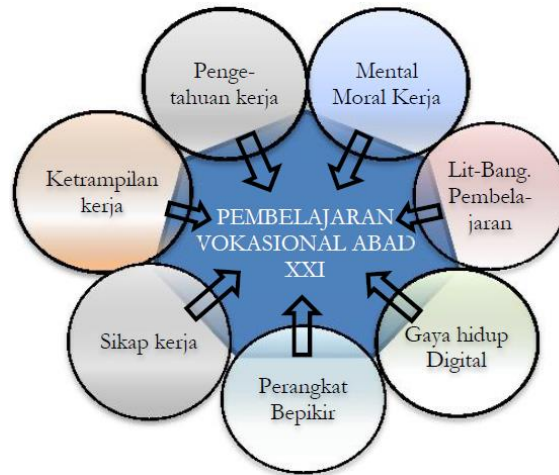 Penge-
tahuan kerja
Mental
Moral Kerja
Ketrampilan
kerja
Lit-Bang.
Pembela-
jaran
PEMBELAJARAN
VOKASIONAL ABAD
XXI
Sikap kerja
Gaya hidup
Digital
Perangkat
Bepikir